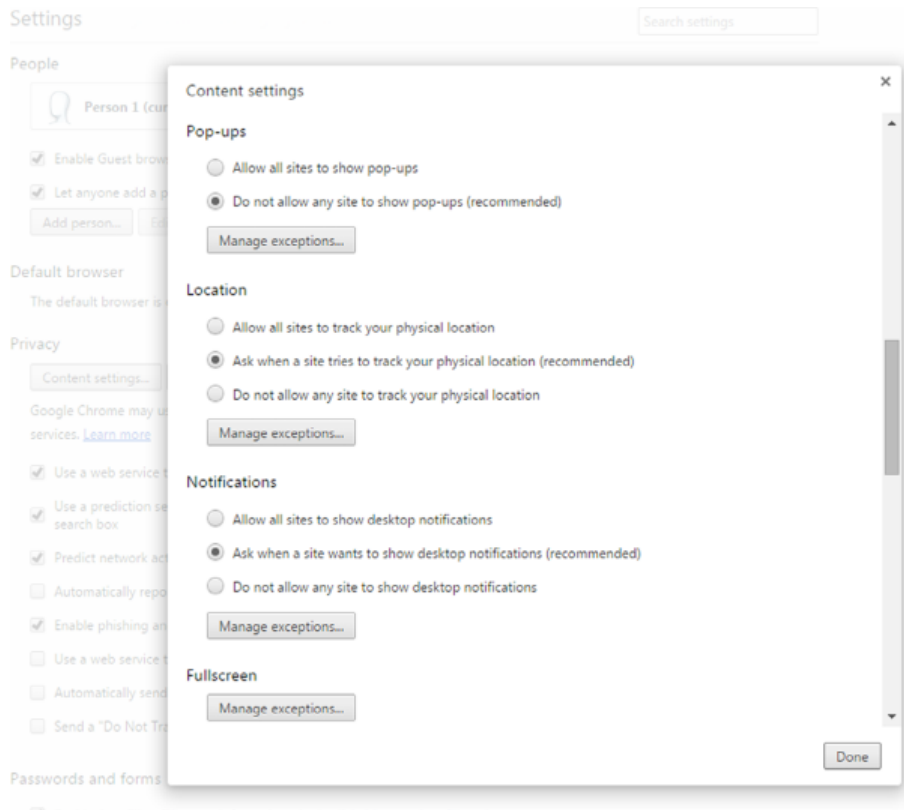 Settings
Search settings
People
Person 1 (cur
Enable Guest brow
Let anyone add a p
Add person...
Default browser
The default browser is
Privacy
Content settings...
Google Chrome may us
services. Learn more
Use a web service t
Use a prediction se
search box
Predict network act
Automatically repo
Enable phishing an
Use a web service t
Automatically send
Send a "Do Not Tra
Passwords and forms
Content settings
Pop-ups
Allow all sites to show pop-ups
Do not allow any site to show pop-ups (recommended)
Manage exceptions...
Location
Allow all sites to track your physical location
Ask when a site tries to track your physical location (recommended)
Do not allow any site to track your physical location
Manage exceptions...
Notifications
Allow all sites to show desktop notifications
Ask when a site wants to show desktop notifications (recommended)
Do not allow any site to show desktop notifications
Manage exceptions...
Fullscreen
Manage exceptions...
Done